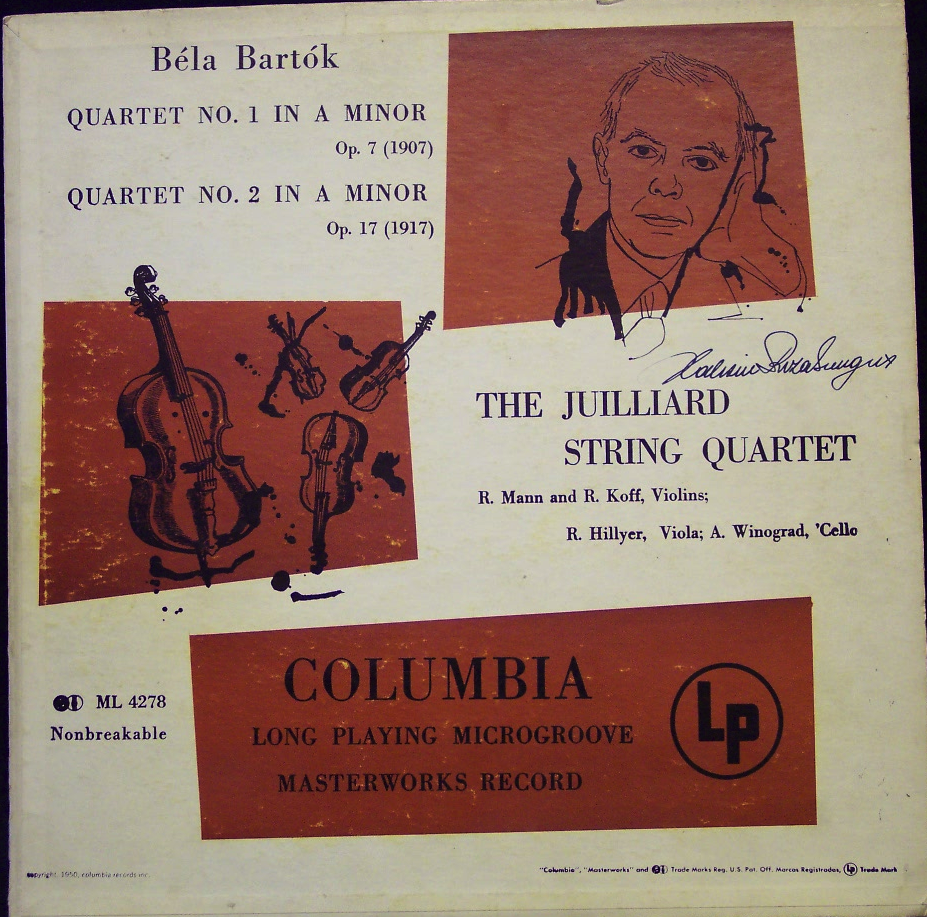 Béla Bartók
QUARTET NO. 1 IN A MINOR
Op. 7 (1907)
QUARTET NO. 2 IN A MINOR
Op. 17 (1917)
THE JUILLIARD
STRING QUARTET
R. Mann and R. Koff, Violins;
R. Hillyer, Viola; A. Winograd, 'Cello
COLUMBIA
LONG PLAYING MICROGROOVE
MASTERWORKS RECORD
Lp
ML 4278
Nonbreakable
copyright, 1950, columbia records inc.
"Columbia", "Masterworks" and Trade Marks Reg. U.S. Pat. Off. Marcas Registradas, Lp Trade Mark